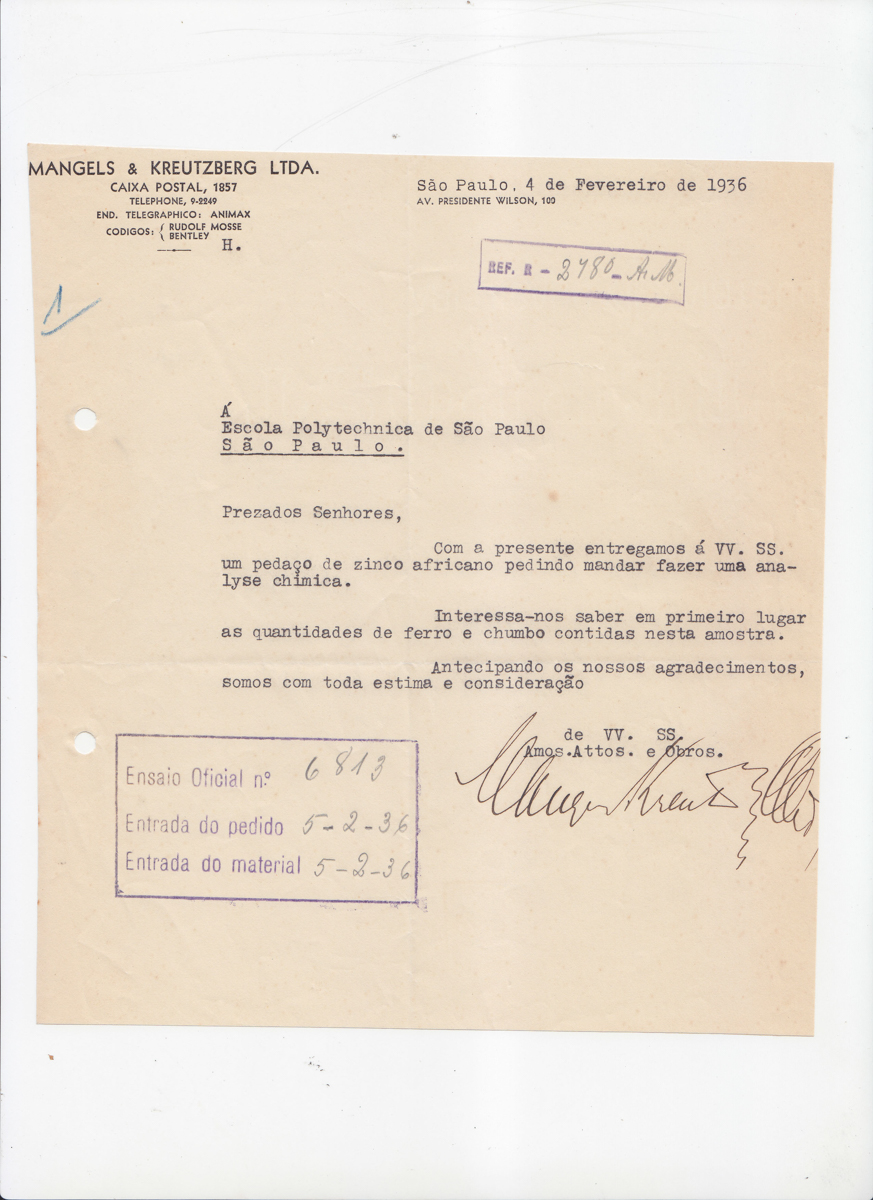 MANGELS & KREUTZBERG LTDA.
CAIXA POSTAL, 1857
TELEPHONE, 9-2249
END. TELEGRAPHICO: ANIMAX
CODIGOS: { RUDOLF MOSSE
BENTLEY
H.
São Paulo, 4 de Fevereiro de 1936
AV. PRESIDENTE WILSON, 100
REF. R - 2780 - A.M.
1
Á
Escola Polytechnica de São Paulo
São Paulo.
Prezados Senhores,
Com a presente entregamos á VV. SS.
um pedaço de zinco africano pedindo mandar fazer uma ana-
lyse chimica.
Interessa-nos saber em primeiro lugar
as quantidades de ferro e chumbo contidas nesta amostra.
Antecipando os nossos agradecimentos,
somos com toda estima e consideração
de VV. SS.
Amos.Attos. e Obros.
Ensaio Oficial nº 6813
Entrada do pedido 5-2-36
Entrada do material 5-2-36